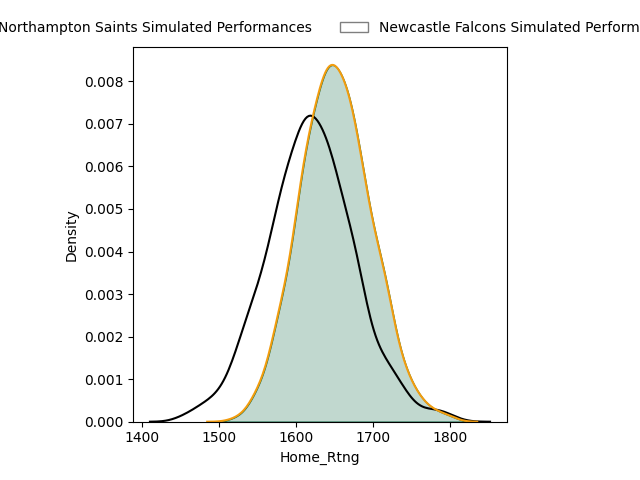 Northampton Saints Simulated Performances
Newcastle Falcons Simulated Perform
0.008
0.007
0.006
0.005
0.004
0.003
0.002
0.001
0.000
Density
1400 1500 1600 1700 1800
Home_Rtng